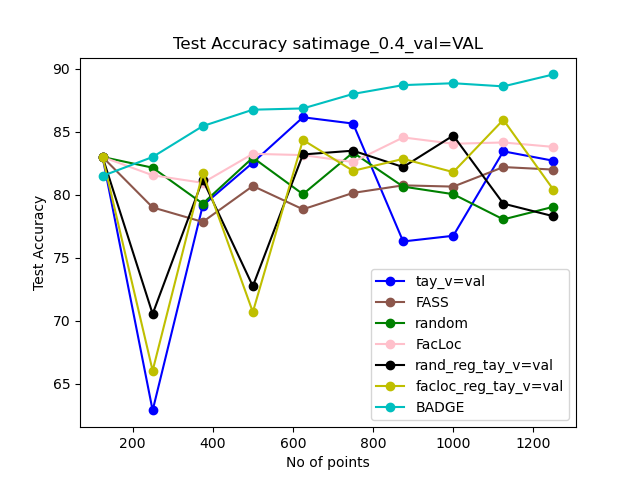 Test Accuracy satimage_0.4_val=VAL
90
85
80
75
70
65
Test Accuracy
200
400
600
800
1000
1200
No of points
tay_v=val
FASS
random
FacLoc
rand_reg_tay_v=val
facloc_reg_tay_v=val
BADGE